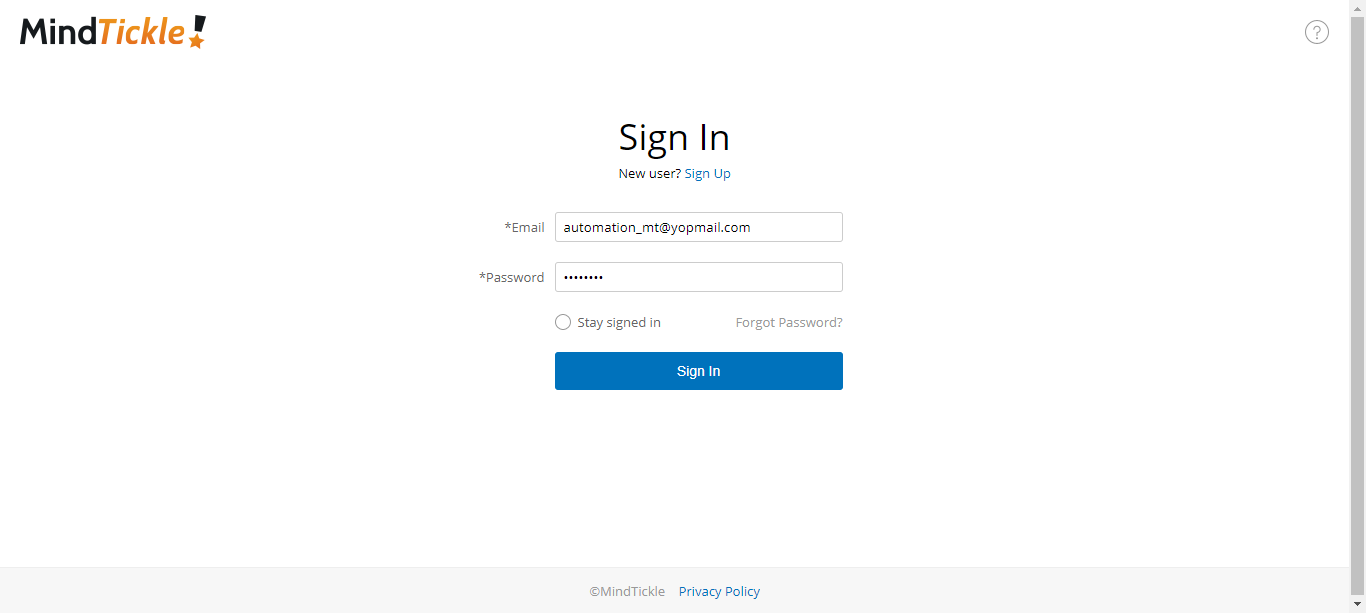 MindTickle!
?
Sign In
New user? Sign Up
*Email automation_mt@yopmail.com
*Password ••••••••
Stay signed in Forgot Password?
Sign In
©MindTickle Privacy Policy